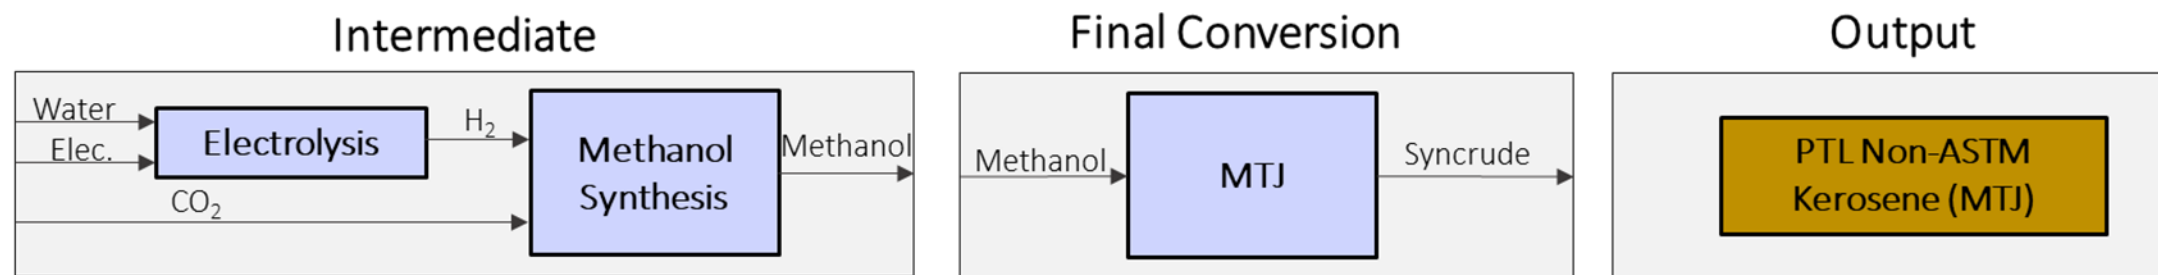 Intermediate
Final Conversion
Output
Water
Elec.
Electrolysis
H₂
CO₂
Methanol
Synthesis
Methanol
Methanol
MTJ
Syncrude
PTL Non-ASTM
Kerosene (MTJ)